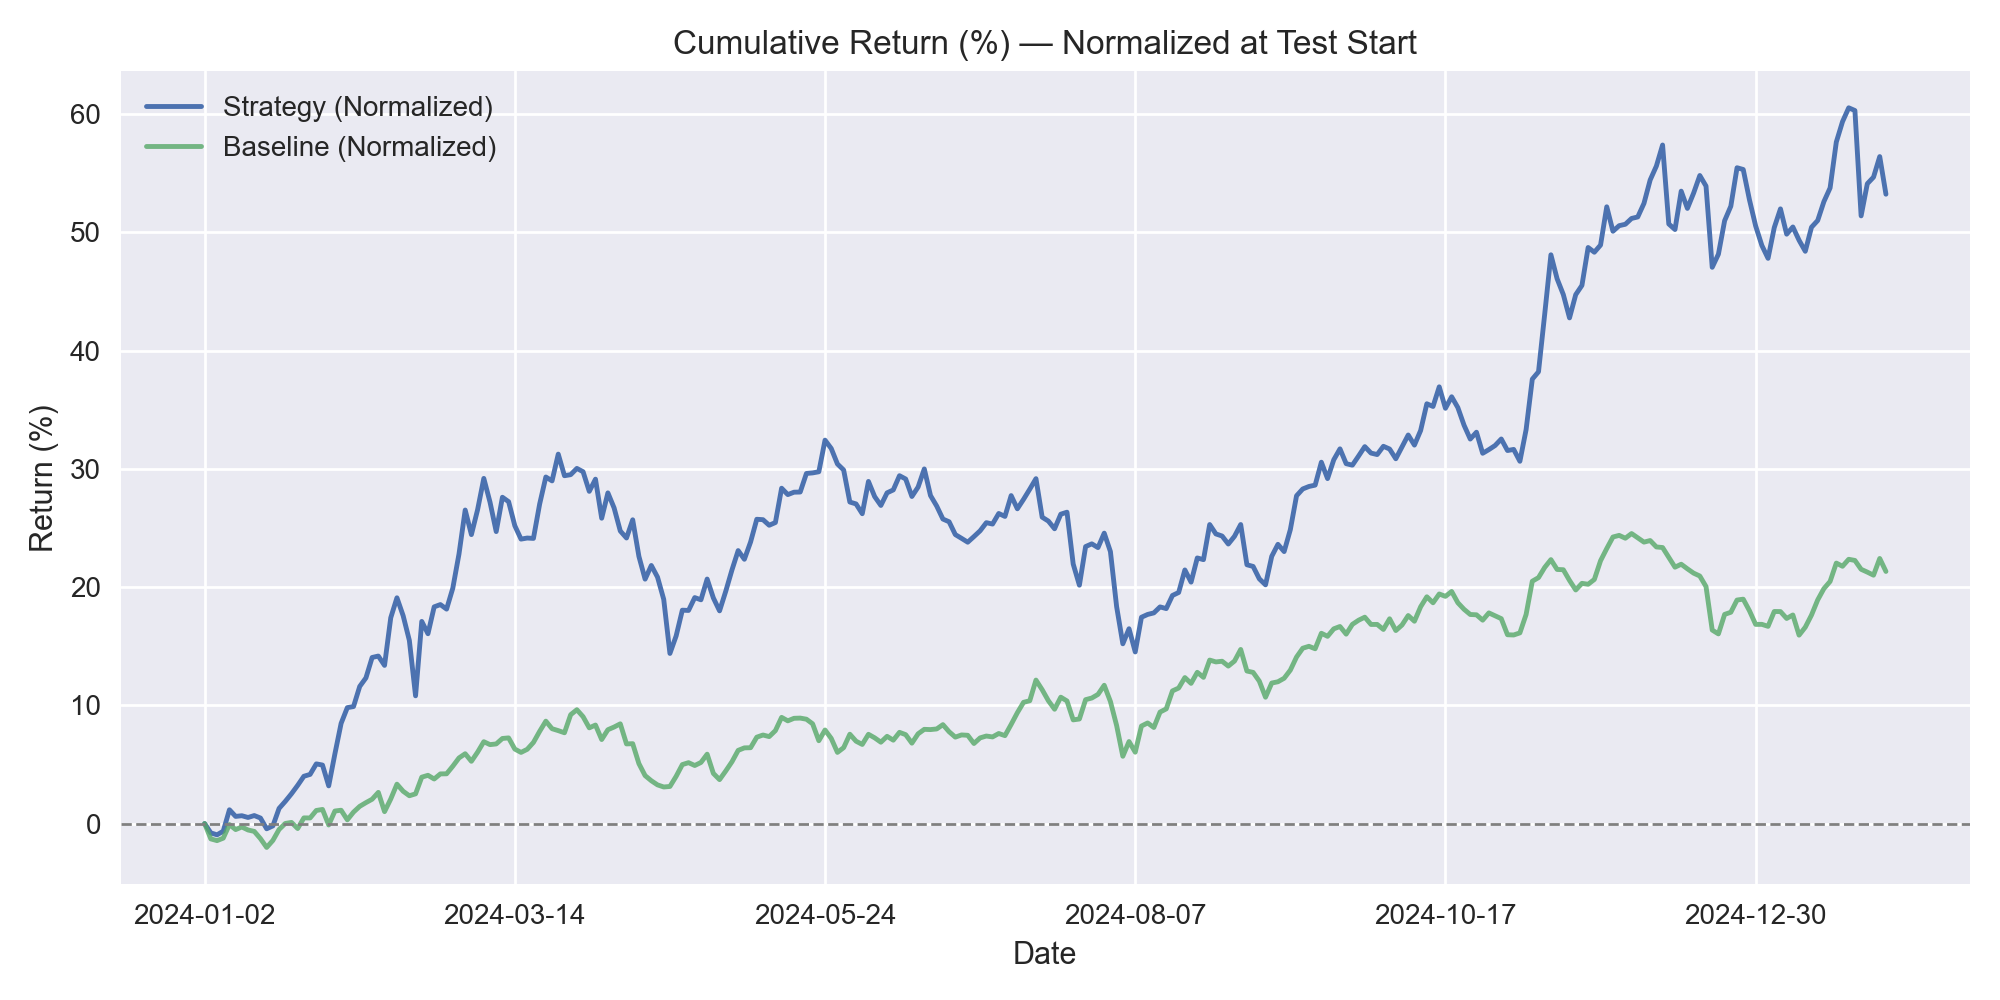 Cumulative Return (%) — Normalized at Test Start
Strategy (Normalized)
Baseline (Normalized)
60
50
40
30
20
10
0
Return (%)
2024-01-02 2024-03-14 2024-05-24 2024-08-07 2024-10-17 2024-12-30
Date